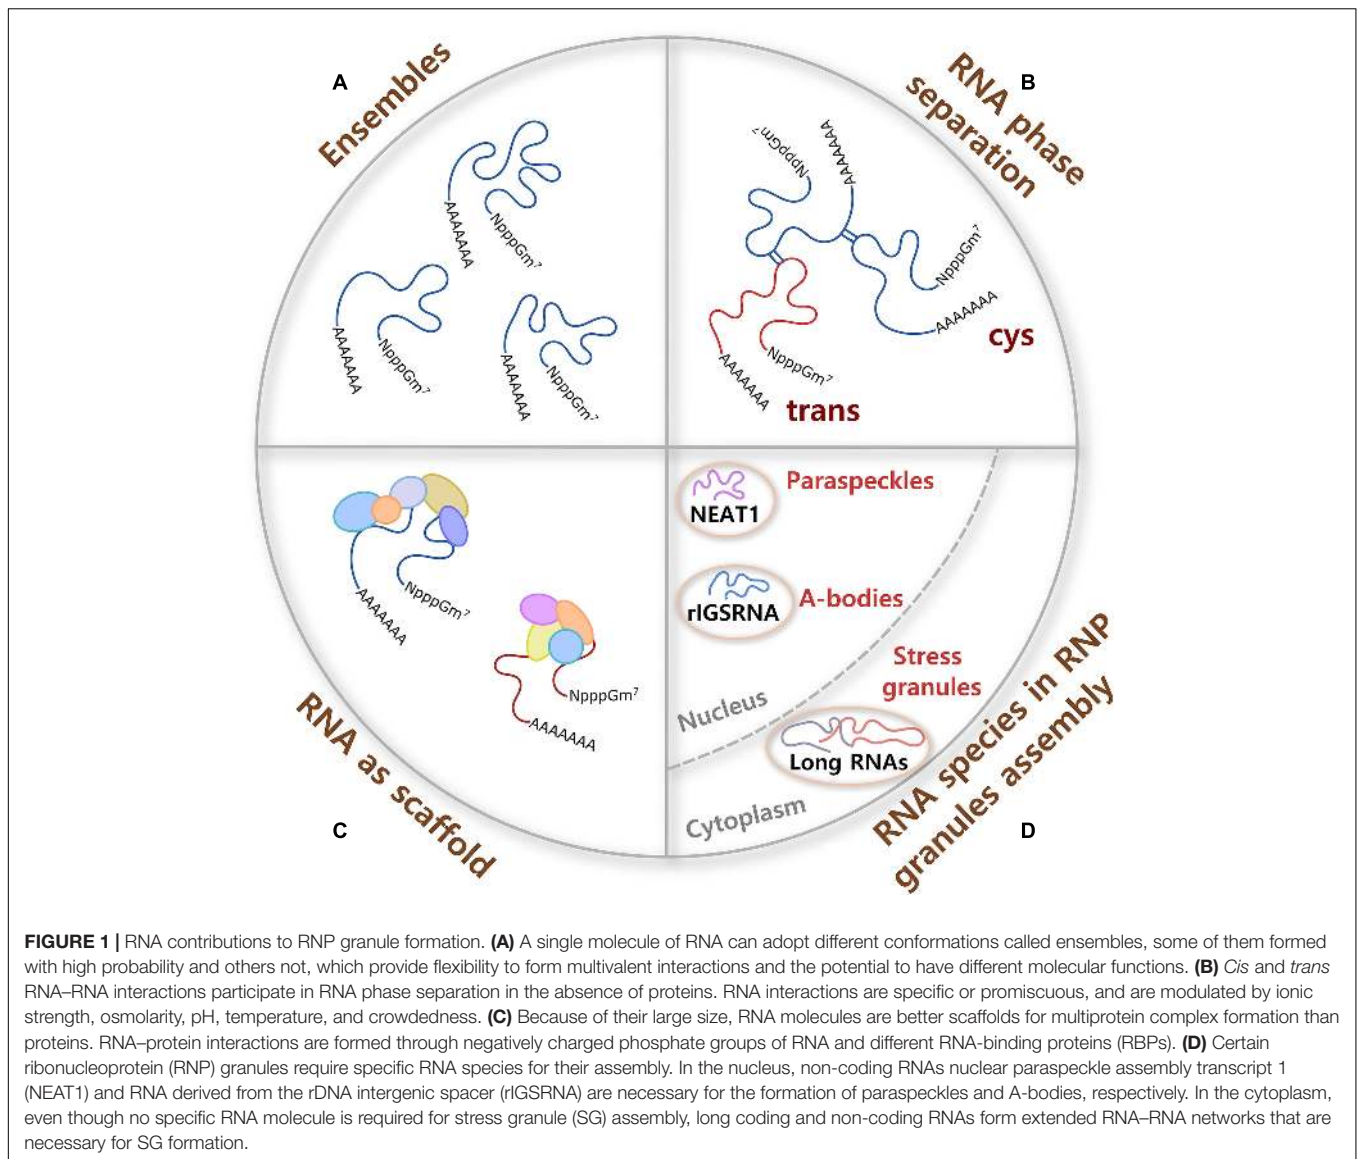 A
Ensembles
AAAAAAA
NpppGm⁷
AAAAAAA
NpppGm⁷
AAAAAAA
NpppGm⁷
B
RNA phase
separation
NpppGm⁷
AAAAAAA
NpppGm⁷
AAAAAAA
cys
NpppGm⁷
AAAAAAA
trans
AAAAAAA
NpppGm⁷
NpppGm⁷
AAAAAAA
RNA as scaffold
C
NEAT1
Paraspeckles
rIGSRNA
A-bodies
Stress
granules
Nucleus
Long RNAs
Cytoplasm
RNA species in RNP
granules assembly
D
FIGURE 1 | RNA contributions to RNP granule formation. (A) A single molecule of RNA can adopt different conformations called ensembles, some of them formed
with high probability and others not, which provide flexibility to form multivalent interactions and the potential to have different molecular functions. (B) Cis and trans
RNA–RNA interactions participate in RNA phase separation in the absence of proteins. RNA interactions are specific or promiscuous, and are modulated by ionic
strength, osmolarity, pH, temperature, and crowdedness. (C) Because of their large size, RNA molecules are better scaffolds for multiprotein complex formation than
proteins. RNA–protein interactions are formed through negatively charged phosphate groups of RNA and different RNA-binding proteins (RBPs). (D) Certain
ribonucleoprotein (RNP) granules require specific RNA species for their assembly. In the nucleus, non-coding RNAs nuclear paraspeckle assembly transcript 1
(NEAT1) and RNA derived from the rDNA intergenic spacer (rIGSRNA) are necessary for the formation of paraspeckles and A-bodies, respectively. In the cytoplasm,
even though no specific RNA molecule is required for stress granule (SG) assembly, long coding and non-coding RNAs form extended RNA–RNA networks that are
necessary for SG formation.